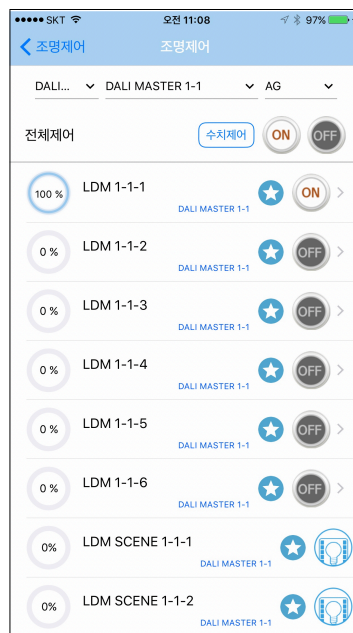 SKT 오전 11:08 97%
조명제어 조명제어
DALI... DALI MASTER 1-1 AG
전체제어 수치제어 ON OFF
100 % LDM 1-1-1 ON
DALI MASTER 1-1
0 % LDM 1-1-2 OFF
DALI MASTER 1-1
0 % LDM 1-1-3 OFF
DALI MASTER 1-1
0 % LDM 1-1-4 OFF
DALI MASTER 1-1
0 % LDM 1-1-5 OFF
DALI MASTER 1-1
0 % LDM 1-1-6 OFF
DALI MASTER 1-1
0% LDM SCENE 1-1-1
DALI MASTER 1-1
0% LDM SCENE 1-1-2
DALI MASTER 1-1